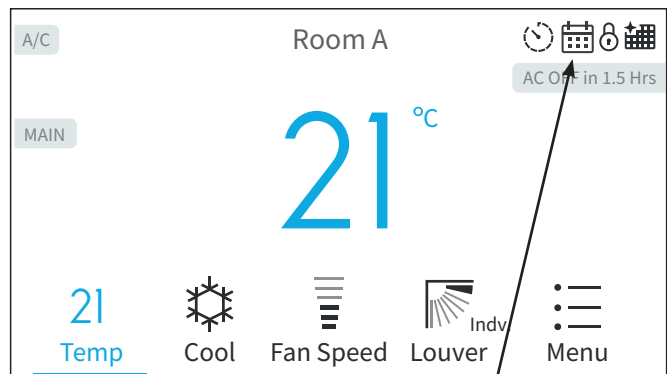 A/C
Room A
AC OFF in 1.5 Hrs
MAIN
21 °C
21
Indv.
Temp
Cool
Fan Speed
Louver
Menu